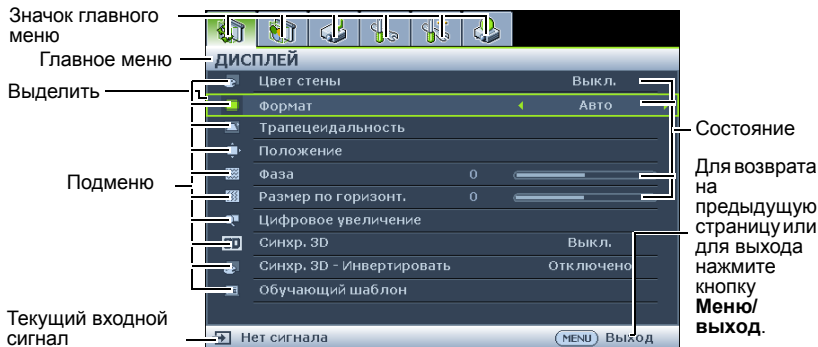 Значок главного
меню
Главное меню
Выделить
Подменю
Текущий входной
сигнал
ДИСПЛЕЙ
Цвет стены Выкл.
Формат Авто
Трапецеидальность
Положение
Фаза 0
Размер по горизонт. 0
Цифровое увеличение
Синхр. 3D Выкл.
Синхр. 3D - Инвертировать Отключено
Обучающий шаблон
Нет сигнала MENU Выход
Состояние
Для возврата
на
предыдущую
страницу или
для выхода
нажмите
кнопку
Меню/
выход.